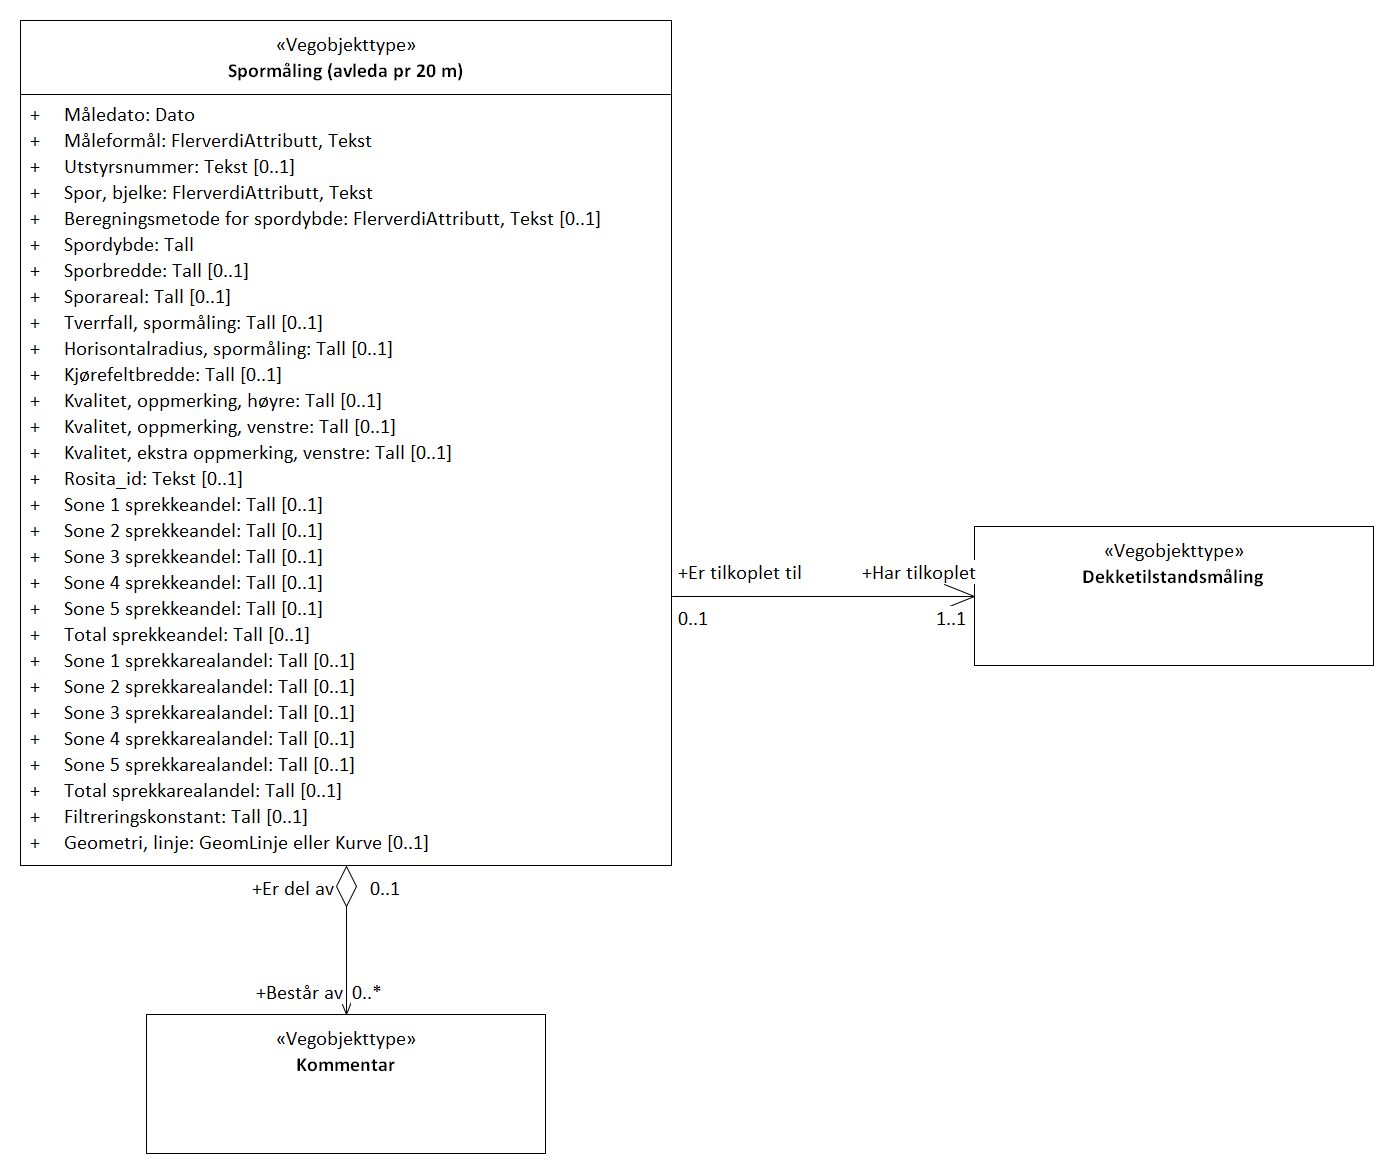 «Vegobjekttype»
Spormåling (avleda pr 20 m)
+ Måledato: Dato
+ Måleformål: FlerverdiAttributt, Tekst
+ Utstyrsnummer: Tekst [0..1]
+ Spor, bjelke: FlerverdiAttributt, Tekst
+ Beregningsmetode for spordybde: FlerverdiAttributt, Tekst [0..1]
+ Spordybde: Tall
+ Sporbredde: Tall [0..1]
+ Sporareal: Tall [0..1]
+ Tverrfall, spormåling: Tall [0..1]
+ Horisontalradius, spormåling: Tall [0..1]
+ Kjørefeltbredde: Tall [0..1]
+ Kvalitet, oppmerking, høyre: Tall [0..1]
+ Kvalitet, oppmerking, venstre: Tall [0..1]
+ Kvalitet, ekstra oppmerking, venstre: Tall [0..1]
+ Rosita_id: Tekst [0..1]
+ Sone 1 sprekkeandel: Tall [0..1]
+ Sone 2 sprekkeandel: Tall [0..1]
+ Sone 3 sprekkeandel: Tall [0..1]
+ Sone 4 sprekkeandel: Tall [0..1]
+ Sone 5 sprekkeandel: Tall [0..1]
+ Total sprekkeandel: Tall [0..1]
+ Sone 1 sprekkarealandel: Tall [0..1]
+ Sone 2 sprekkarealandel: Tall [0..1]
+ Sone 3 sprekkarealandel: Tall [0..1]
+ Sone 4 sprekkarealandel: Tall [0..1]
+ Sone 5 sprekkarealandel: Tall [0..1]
+ Total sprekkarealandel: Tall [0..1]
+ Filtreringskonstant: Tall [0..1]
+ Geometri, linje: GeomLinje eller Kurve [0..1]
+Er tilkoplet til +Har tilkoplet
0..1 1..1
«Vegobjekttype»
Dekketilstandsmåling
+Er del av 0..1
+Består av 0..*
«Vegobjekttype»
Kommentar